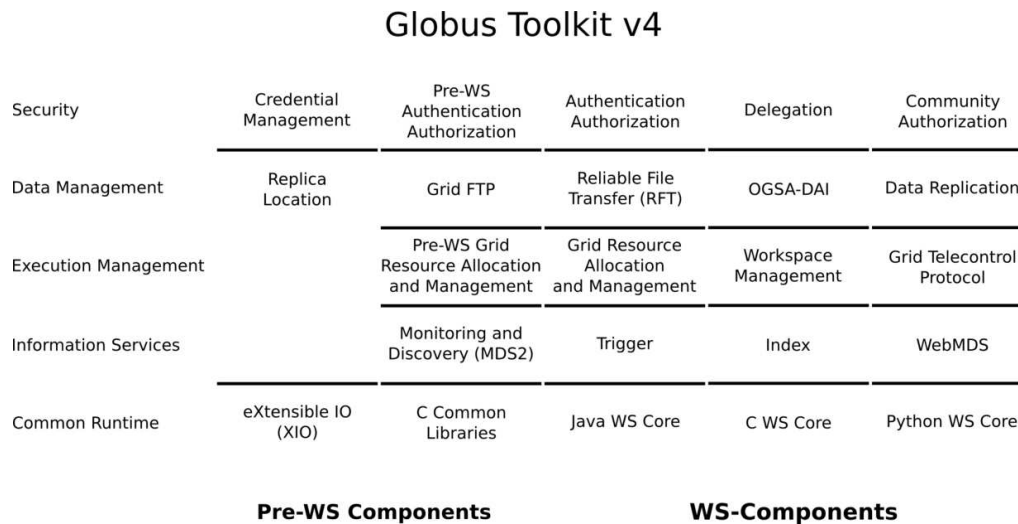 Globus Toolkit v4
Security
Credential
Management
Pre-WS
Authentication
Authorization
Authentication
Authorization
Delegation
Community
Authorization
Data Management
Replica
Location
Grid FTP
Reliable File
Transfer (RFT)
OGSA-DAI
Data Replication
Execution Management
Pre-WS Grid
Resource Allocation
and Management
Grid Resource
Allocation
and Management
Workspace
Management
Grid Telecontrol
Protocol
Information Services
Monitoring and
Discovery (MDS2)
Trigger
Index
WebMDS
Common Runtime
eXtensible IO
(XIO)
C Common
Libraries
Java WS Core
C WS Core
Python WS Core
Pre-WS Components
WS-Components